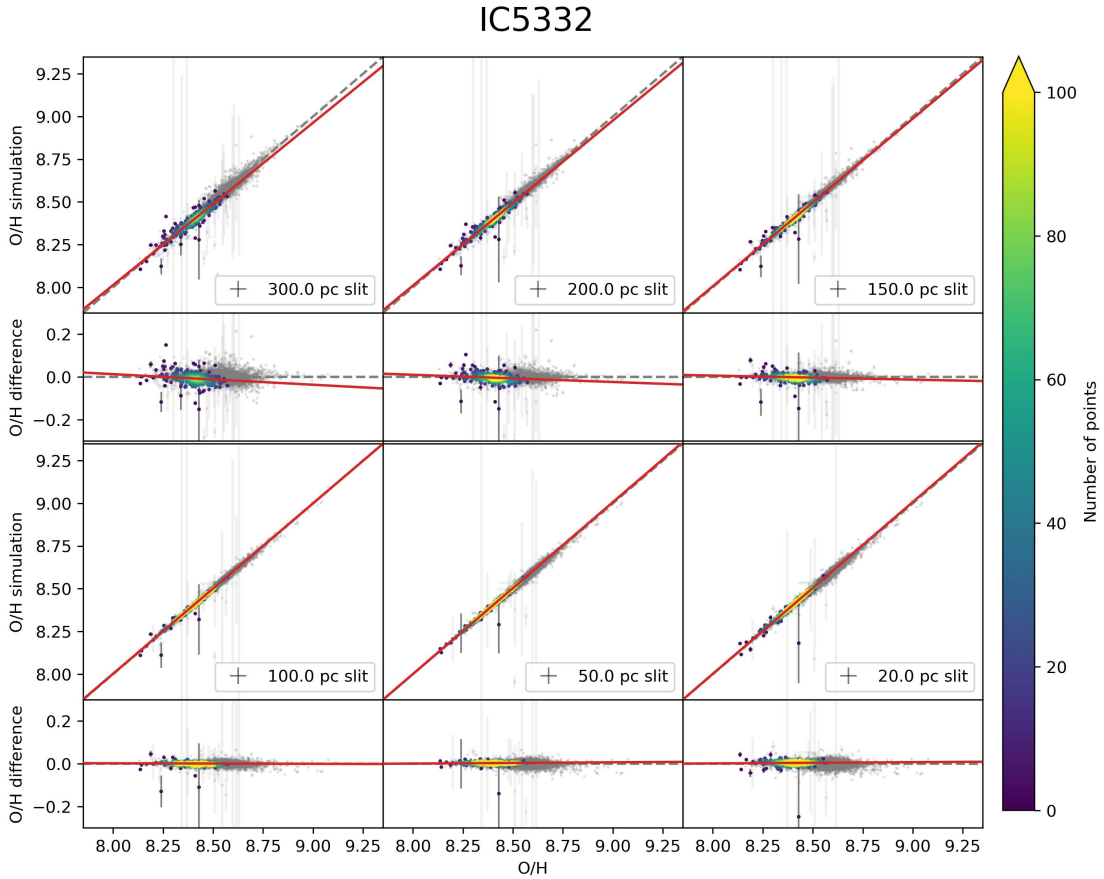 IC5332
9.25
9.00
8.75
8.50
8.25
8.00
O/H simulation
300.0 pc slit
200.0 pc slit
150.0 pc slit
0.2
0.0
−0.2
O/H difference
9.25
9.00
8.75
8.50
8.25
8.00
O/H simulation
100.0 pc slit
50.0 pc slit
20.0 pc slit
0.2
0.0
−0.2
O/H difference
8.00 8.25 8.50 8.75 9.00 9.25 8.00 8.25 8.50 8.75 9.00 9.25 8.00 8.25 8.50 8.75 9.00 9.25
O/H
100
80
60
40
20
0
Number of points